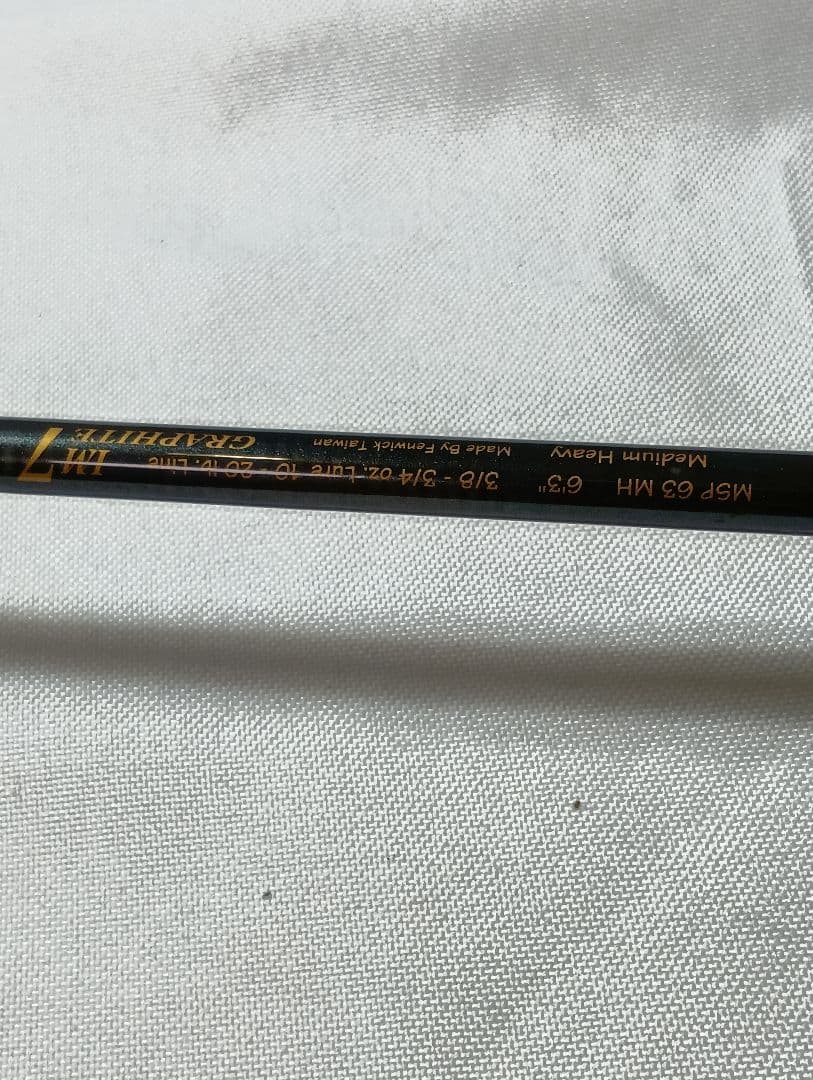 MSP 63 MH 6'3" 3/8 - 3/4 oz. Lure 10 - 20 lb. Line
Medium Heavy Made By Fenwick Taiwan
IM7
GRAPHITE